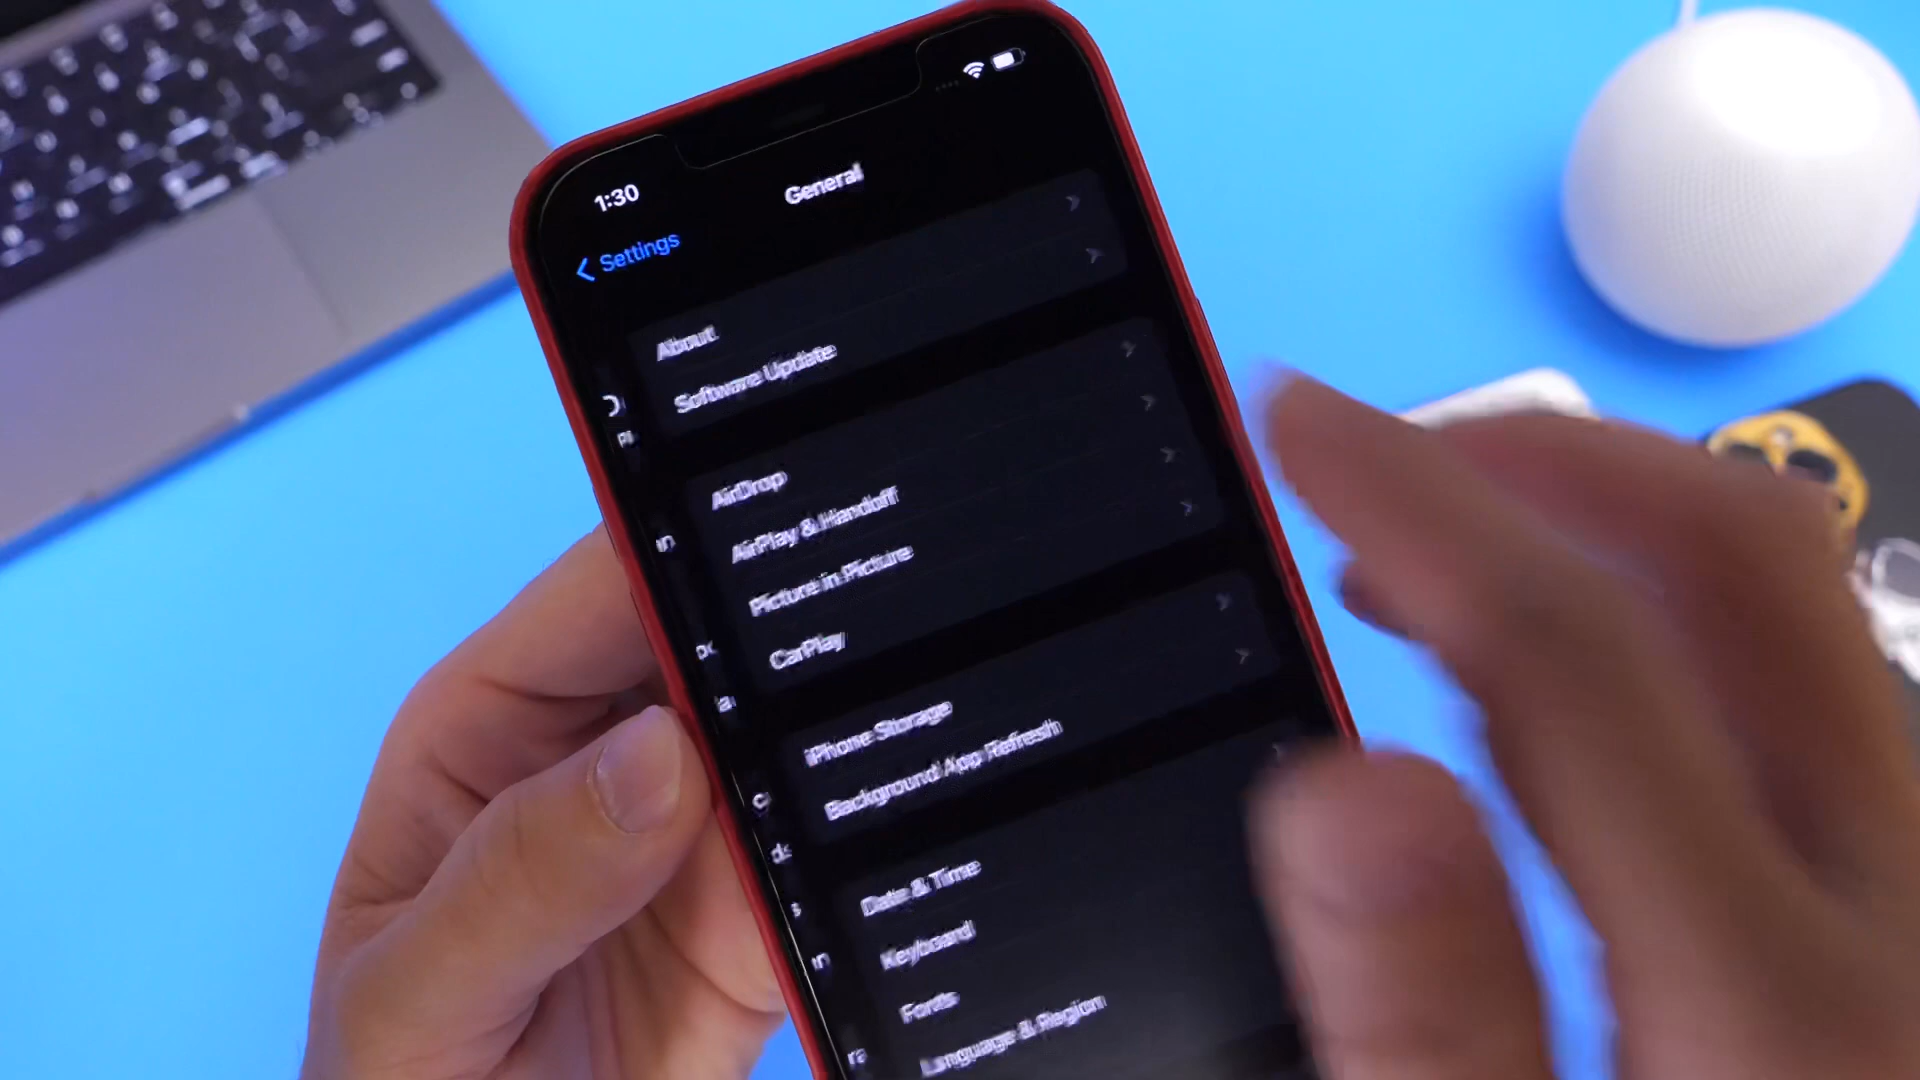 1:30
General
Settings
About
Software Update
AirDrop
AirPlay & Handoff
Picture in Picture
CarPlay
iPhone Storage
Background App Refresh
Date & Time
Keyboard
Fonts
Language & Region